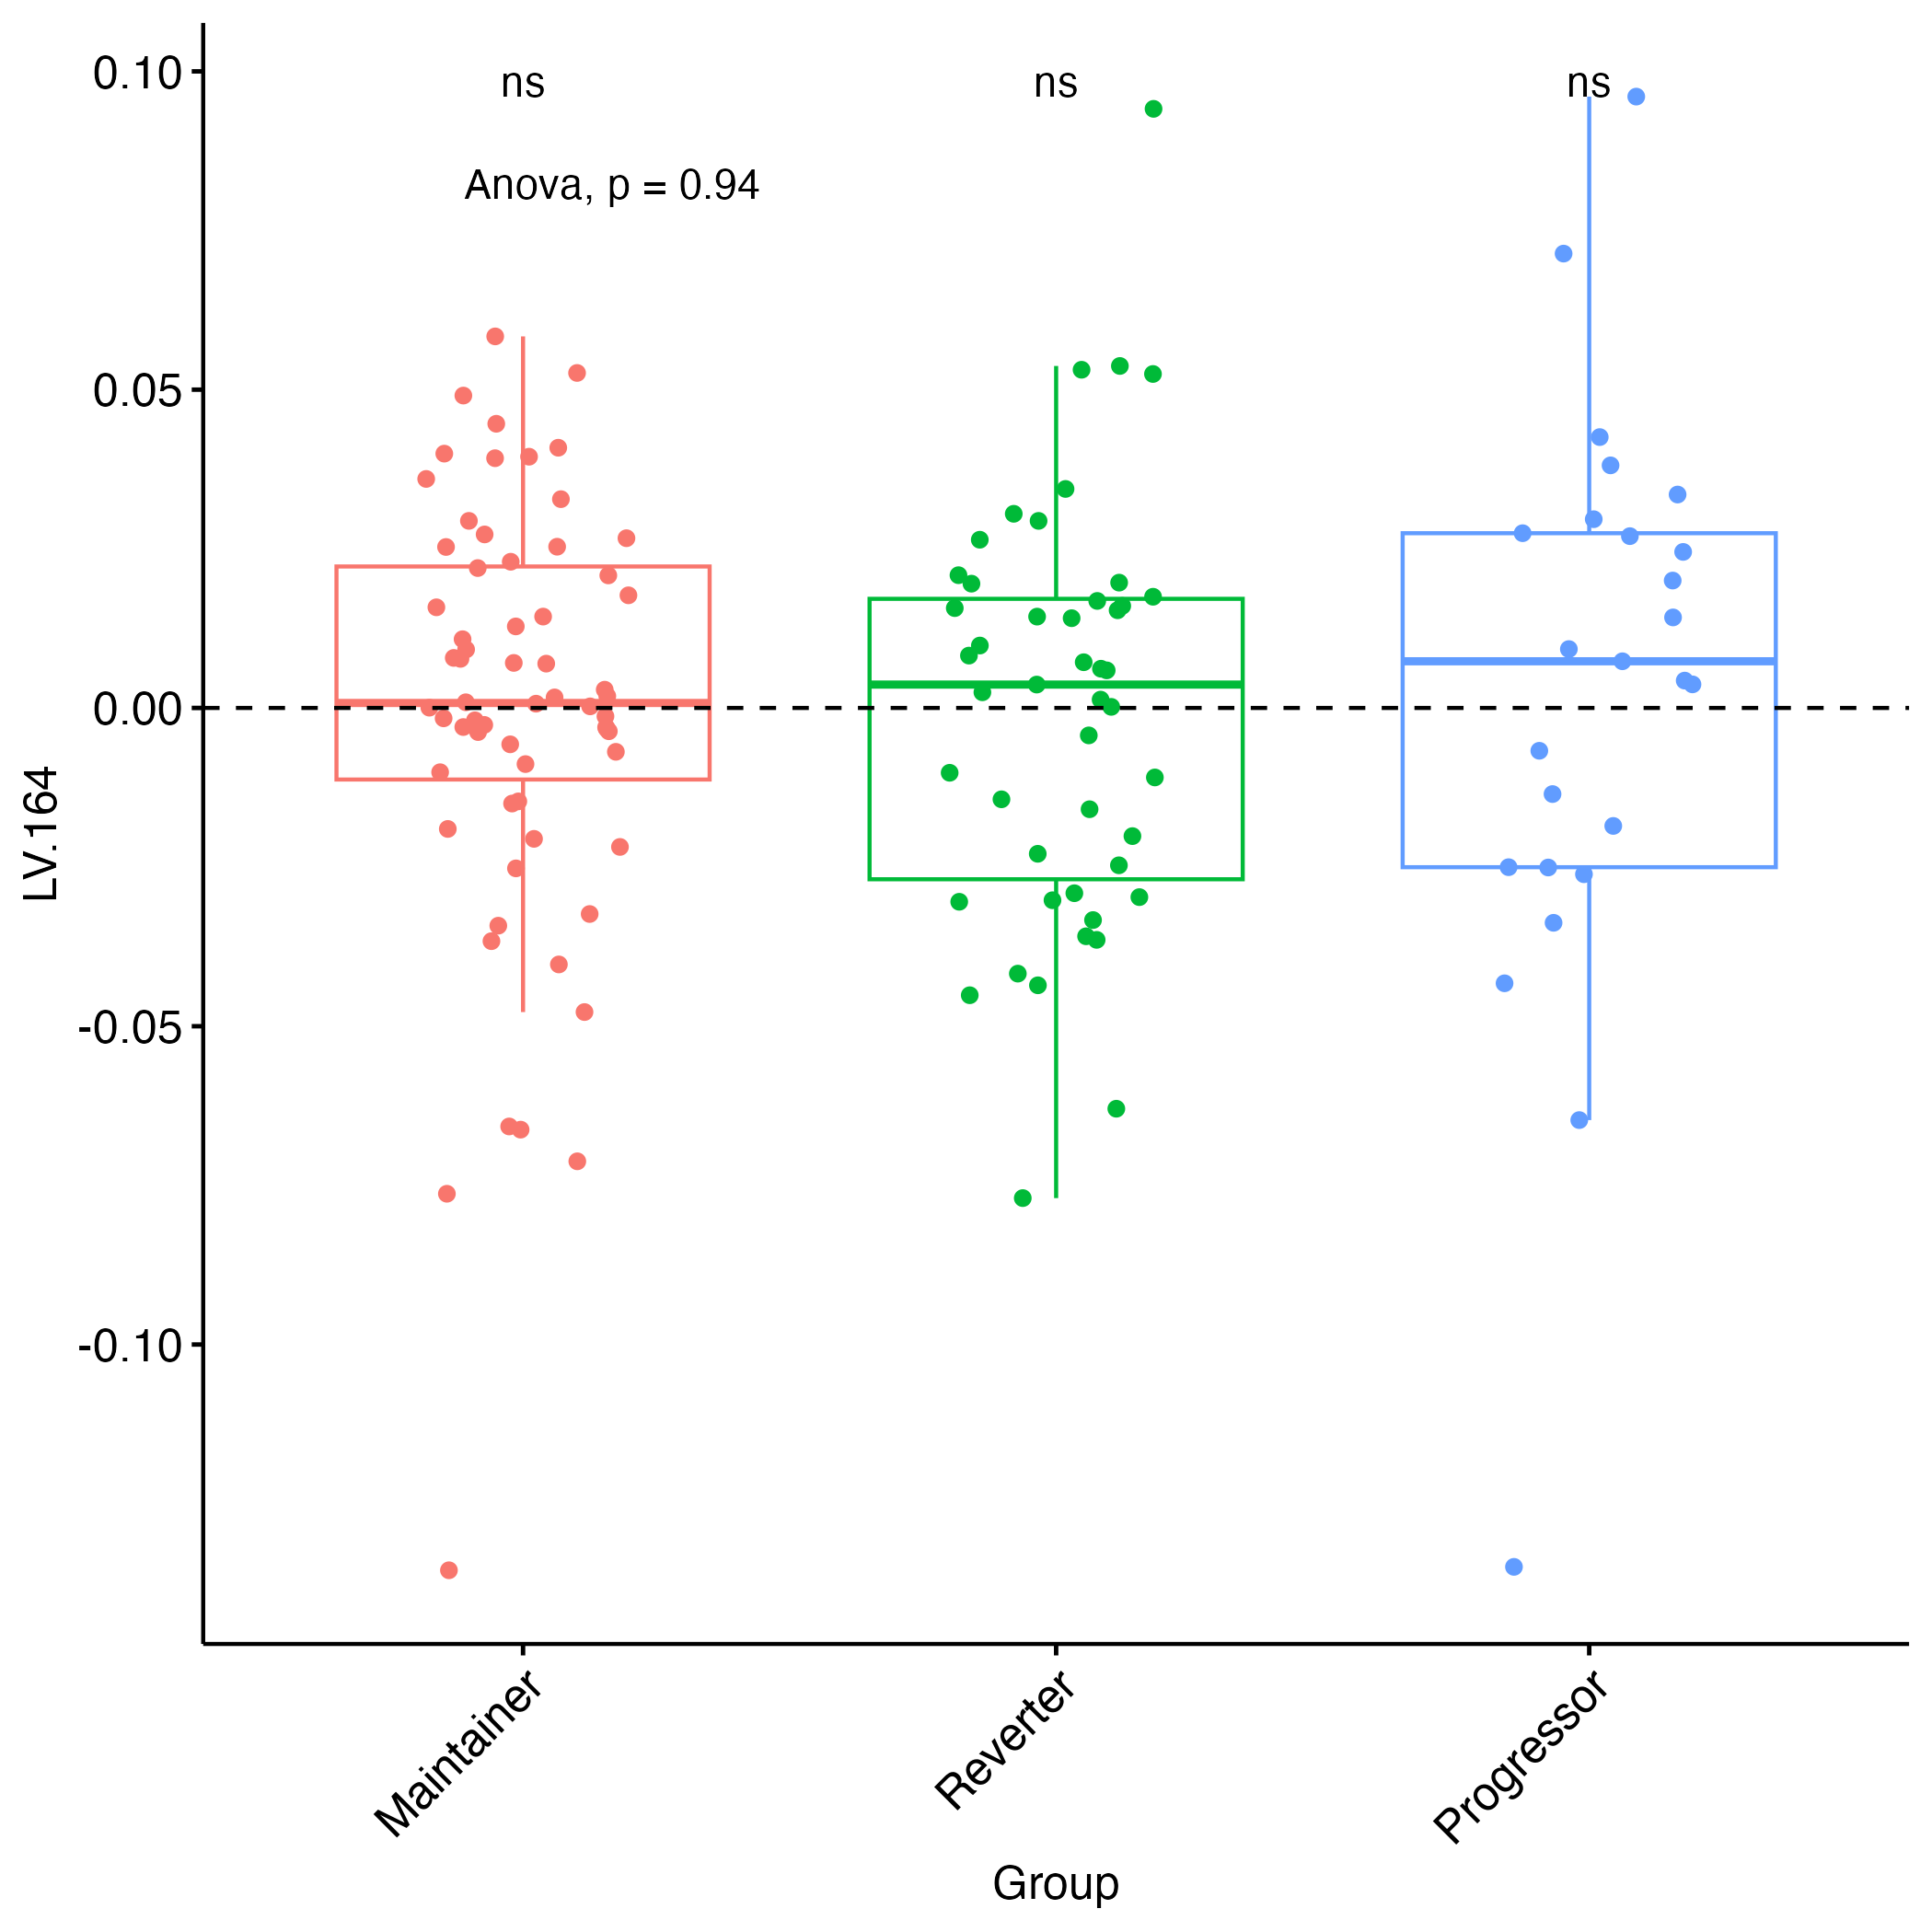 ns ns ns
Anova, p = 0.94
0.10
0.05
0.00
-0.05
-0.10
LV.164
Maintainer Reverter Progressor
Group